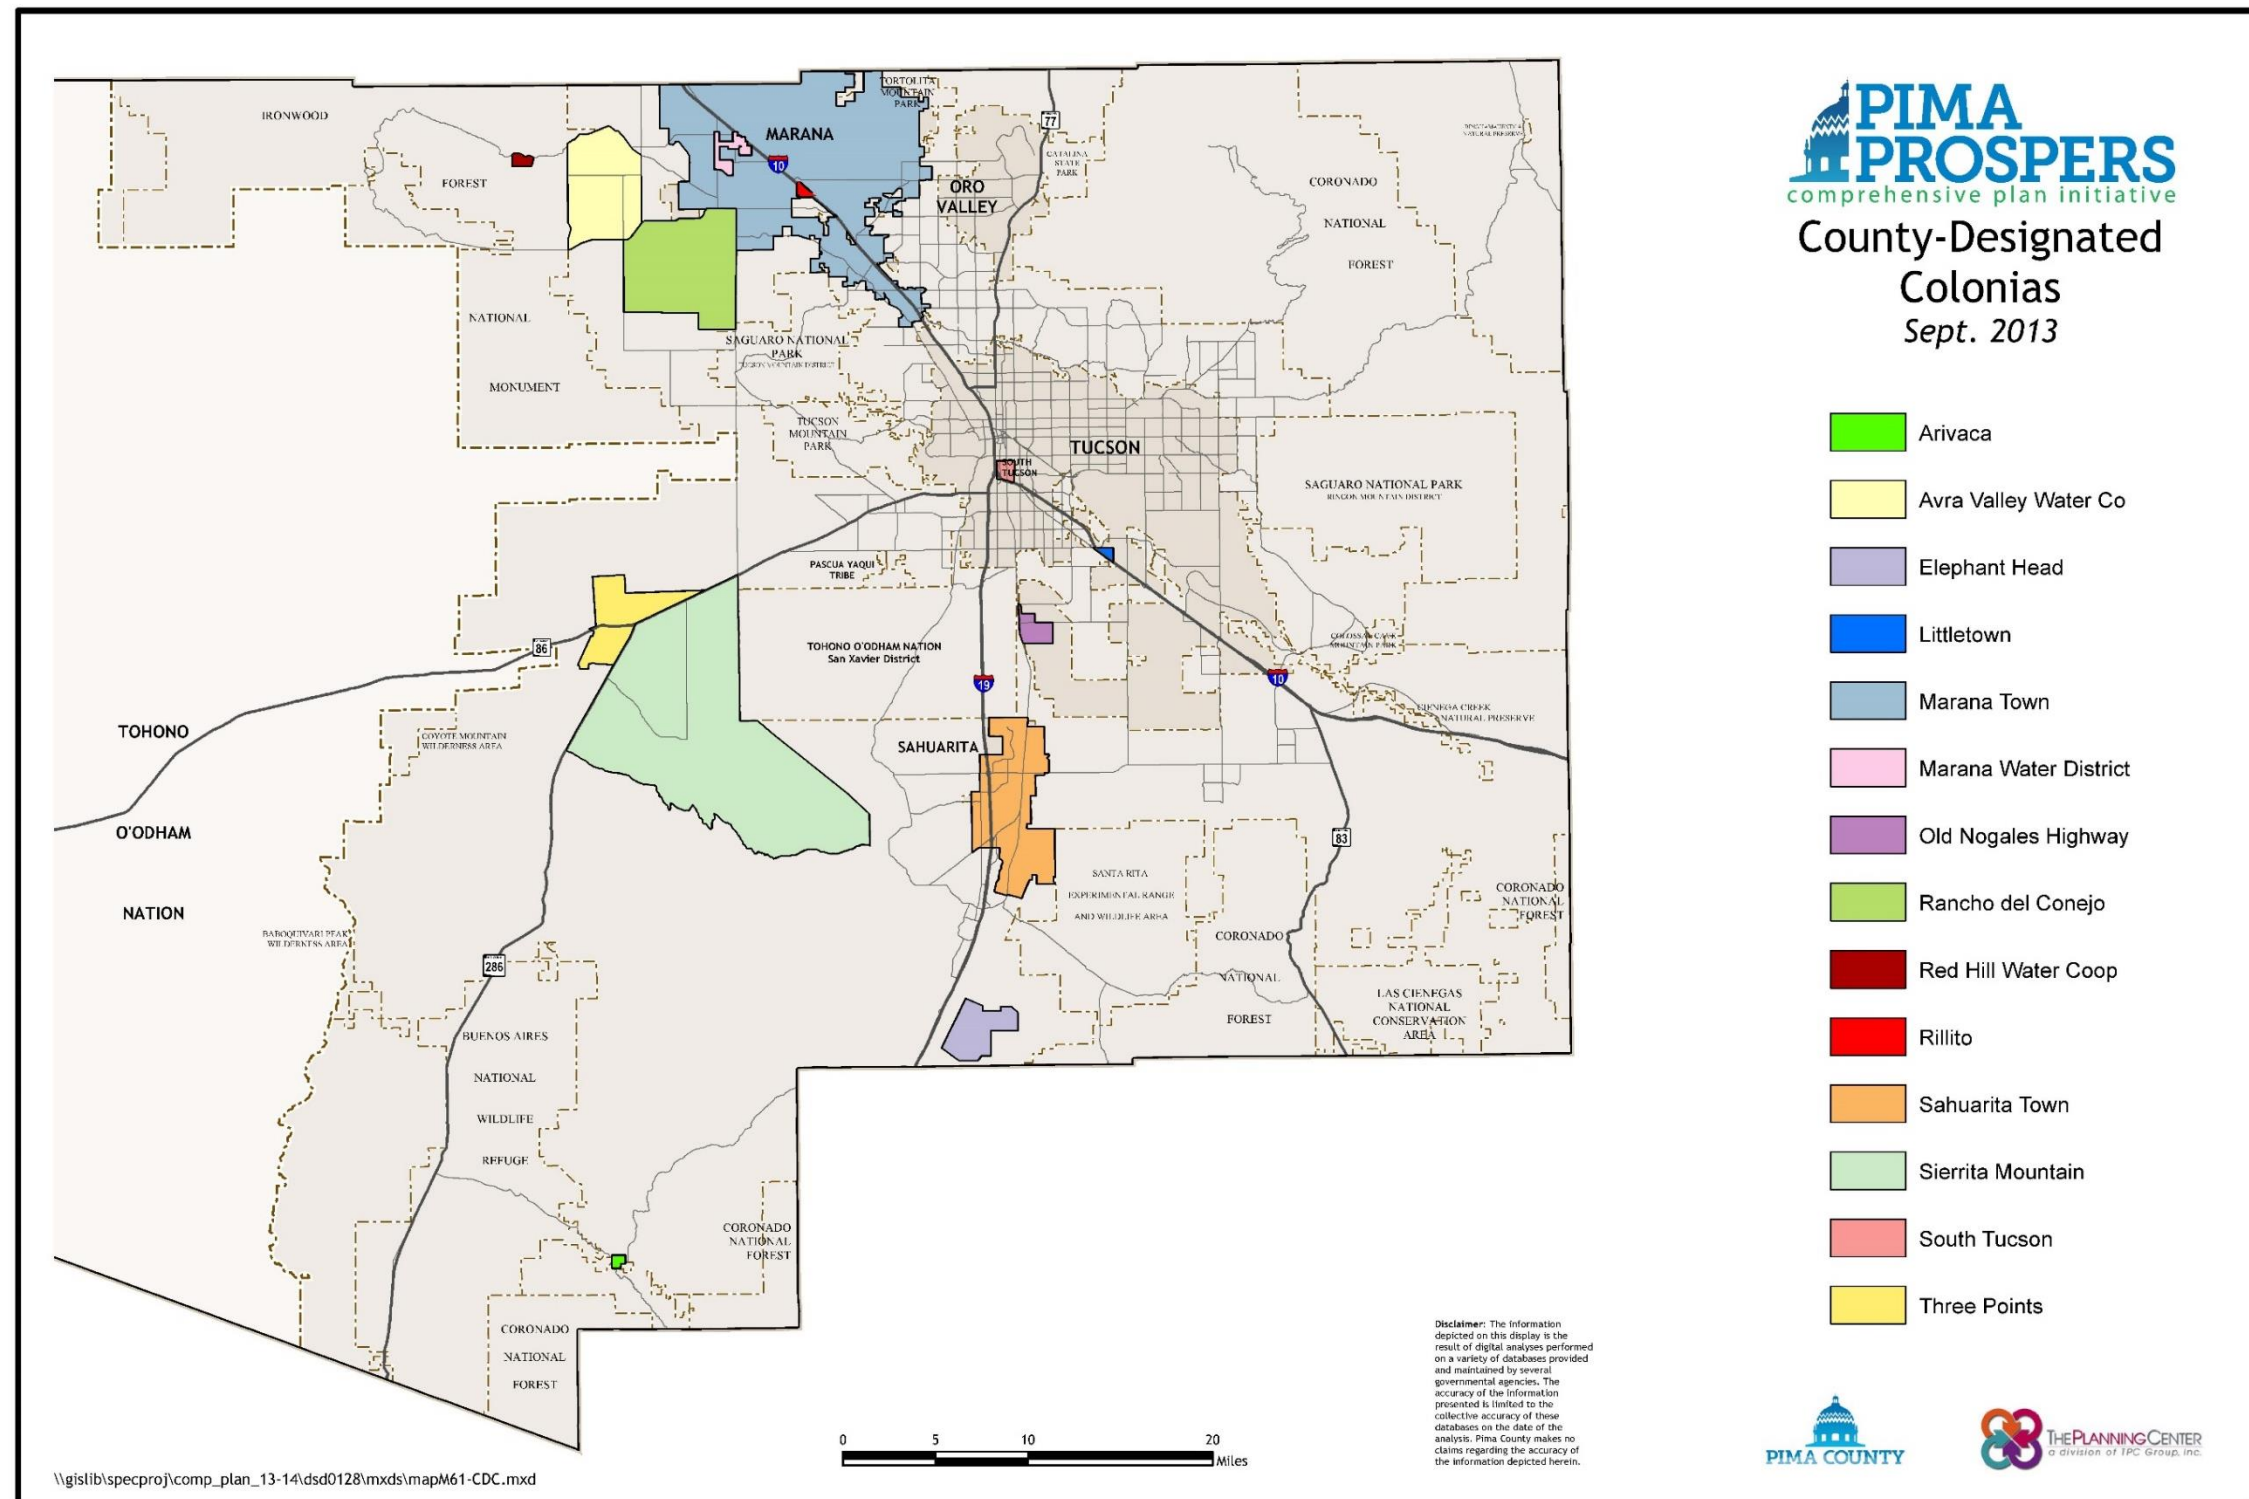 PIMA
PROSPERS
comprehensive plan initiative
County-Designated
Colonias
Sept. 2013
Arivaca
Avra Valley Water Co
Elephant Head
Littletown
Marana Town
Marana Water District
Old Nogales Highway
Rancho del Conejo
Red Hill Water Coop
Rillito
Sahuarita Town
Sierrita Mountain
South Tucson
Three Points
IRONWOOD
FOREST
NATIONAL
MONUMENT
TORTOLITA
MOUNTAIN
PARK
MARANA
10
77
ORO
VALLEY
CATALINA
STATE
PARK
CORONADO
NATIONAL
FOREST
NATURAL PRESERVE
SAGUARO NATIONAL
PARK
TUCSON MOUNTAIN DISTRICT
TUCSON
MOUNTAIN
PARK
TUCSON
SOUTH
TUCSON
SAGUARO NATIONAL PARK
RINCON MOUNTAIN DISTRICT
PASCUA YAQUI
TRIBE
86
TOHONO O'ODHAM NATION
San Xavier District
19
10
COLOSSAL CAVE
MOUNTAIN PARK
CIENEGA CREEK
NATURAL PRESERVE
TOHONO
O'ODHAM
NATION
COYOTE MOUNTAIN
WILDERNESS AREA
SAHUARITA
83
SANTA RITA
EXPERIMENTAL RANGE
AND WILDLIFE AREA
CORONADO
NATIONAL
FOREST
CORONADO
NATIONAL
FOREST
BABOQUIVARI PEAK
WILDERNESS AREA
286
LAS CIENEGAS
NATIONAL
CONSERVATION
AREA
BUENOS AIRES
NATIONAL
WILDLIFE
REFUGE
CORONADO
NATIONAL
FOREST
CORONADO
NATIONAL
FOREST
0 5 10 20
Miles
Disclaimer: The information
depicted on this display is the
result of digital analyses performed
on a variety of databases provided
and maintained by several
governmental agencies. The
accuracy of the information
presented is limited to the
collective accuracy of these
databases on the date of the
analysis. Pima County makes no
claims regarding the accuracy of
the information depicted herein.
\\gislib\specproj\comp_plan_13-14\dsd0128\mxds\mapM61-CDC.mxd
PIMA COUNTY
THE PLANNING CENTER
a division of TPC Group, Inc.